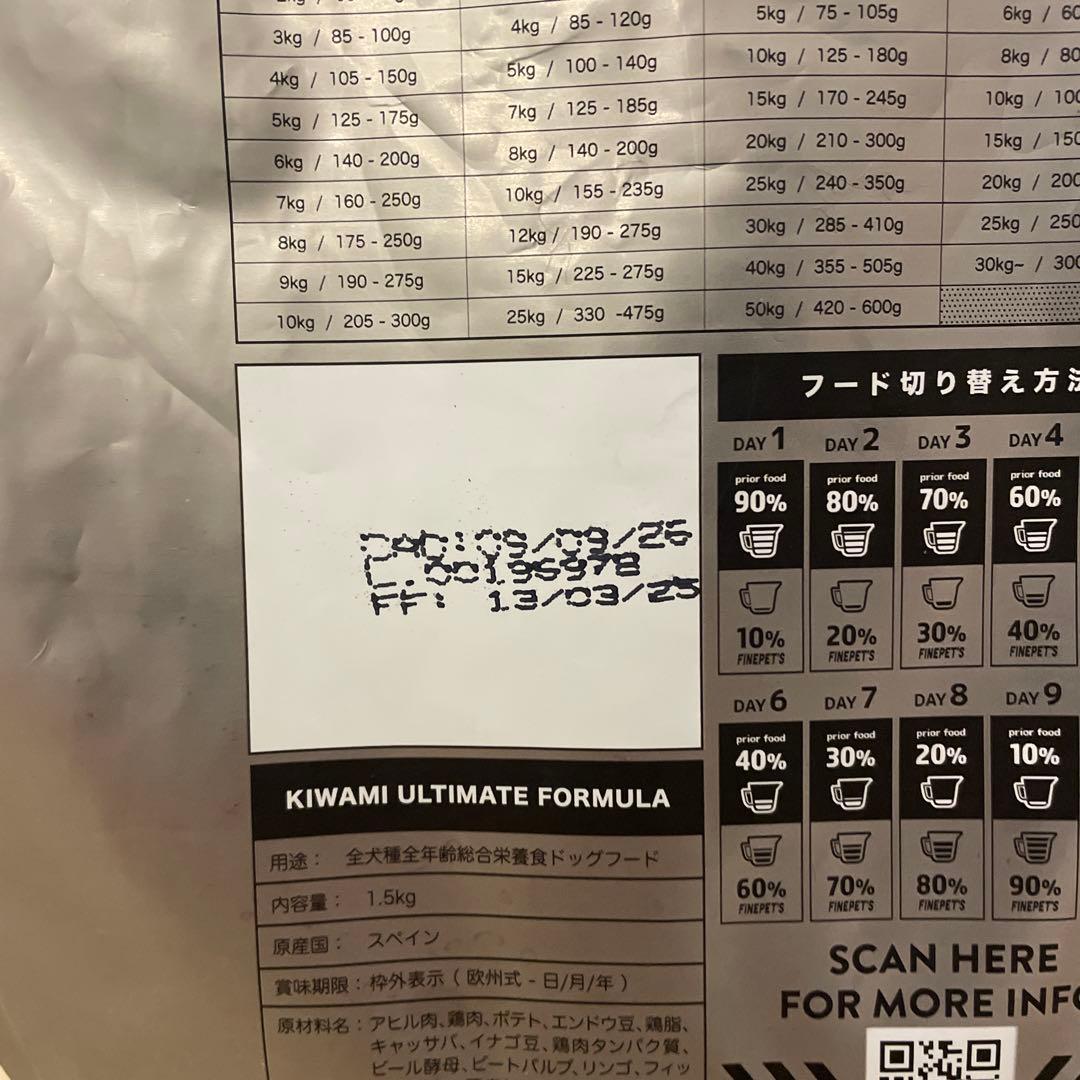 3kg / 85 - 100g
4kg / 85 - 120g
5kg / 75 - 105g
6kg /
4kg / 105 - 150g
5kg / 100 - 140g
10kg / 125 - 180g
8kg /
5kg / 125 - 175g
7kg / 125 - 185g
15kg / 170 - 245g
10kg /
6kg / 140 - 200g
8kg / 140 - 200g
20kg / 210 - 300g
15kg /
7kg / 160 - 250g
10kg / 155 - 235g
25kg / 240 - 350g
20kg /
8kg / 175 - 250g
12kg / 190 - 275g
30kg / 285 - 410g
25kg /
9kg / 190 - 275g
15kg / 225 - 275g
40kg / 355 - 505g
30kg~ /
10kg / 205 - 300g
25kg / 330 -475g
50kg / 420 - 600g
09/26
L. 00196978
FF: 13/03/25
フード切り替え方法
DAY 1
DAY 2
DAY 3
DAY 4
prior food
prior food
prior food
prior food
90%
80%
70%
60%
10%
20%
30%
40%
FINEPET'S
FINEPET'S
FINEPET'S
FINEPET'S
DAY 6
DAY 7
DAY 8
DAY 9
prior food
prior food
prior food
prior food
40%
30%
20%
10%
60%
70%
80%
90%
FINEPET'S
FINEPET'S
FINEPET'S
FINEPET'S
SCAN HERE
FOR MORE INFO
KIWAMI ULTIMATE FORMULA
用途： 全犬種全年齢総合栄養食ドッグフード
内容量： 1.5kg
原産国： スペイン
賞味期限：枠外表示（ 欧州式 - 日/月/年 ）
原材料名：アヒル肉、鶏肉、ポテト、エンドウ豆、鶏脂、
キャッサバ、イナゴ豆、鶏肉タンパク質、
ビール酵母、ビートパルプ、リンゴ、フィッ